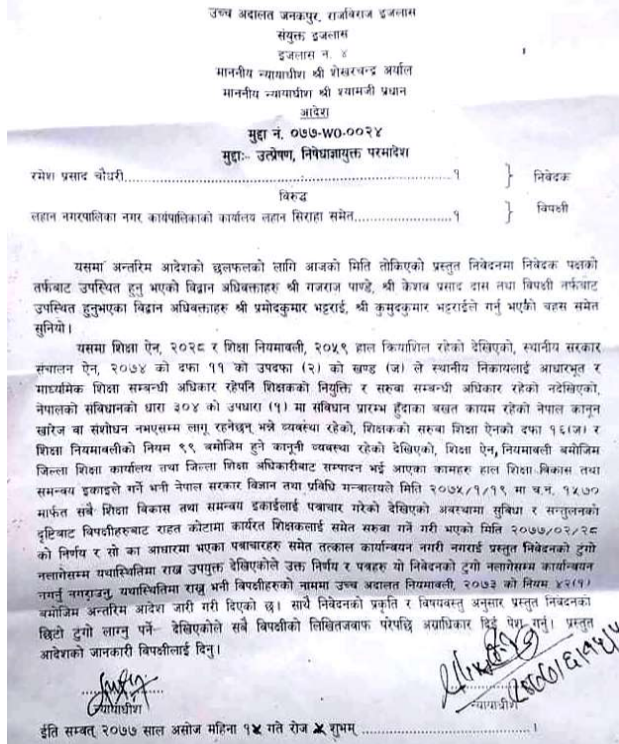 उच्च अदालत जनकपुर, राजविराज इजलास
संयुक्त इजलास
इजलास न. ४
माननीय न्यायाधीश श्री शेखरचन्द्र अर्याल
माननीय न्यायाधीश श्री श्यामजी प्रधान
आदेश
मुद्दा नं. ०७७-WO-००२४
मुद्दाः- उत्प्रेषण, निषेधाज्ञायुक्त परमादेश
रमेश प्रसाद चौधरी.......................................................१ } निवेदक
विरुद्ध
लहान नगरपालिका नगर कार्यपालिकाको कार्यालय लहान सिराहा समेत....................१ } विपक्षी
यसमा अन्तरिम आदेशको छलफलको लागि आजको मिति तोकिएको प्रस्तुत निवेदनमा निवेदक पक्षको
तर्फबाट उपस्थित हुनु भएको विद्वान अधिवक्ताहरु श्री गजराज पाण्डे, श्री केशव प्रसाद दास तथा विपक्षी तर्फबाट
उपस्थित हुनुभएका विद्वान अधिवक्ताहरु श्री प्रमोदकुमार भट्टराई, श्री कुमुदकुमार भट्टराईले गर्नु भएको बहस समेत
सुनियो।
यसमा शिक्षा ऐन, २०२८ र शिक्षा नियमावली, २०५९ हाल क्रियाशिल रहेको देखिएको, स्थानीय सरकार
संचालन ऐन, २०७४ को दफा ११ को उपदफा (२) को खण्ड (ज) ले स्थानीय निकायलाई आधारभूत र
माध्यमिक शिक्षा सम्बन्धी अधिकार रहेपनि शिक्षकको नियुक्ति र सरुवा सम्बन्धी अधिकार रहेको नदेखिएको,
नेपालको संविधानको धारा ३०४ को उपधारा (१) मा संविधान प्रारम्भ हुँदाका बखत कायम रहेको नेपाल कानून
खारेज वा संशोधन नभएसम्म लागू रहनेछन् भन्ने व्यवस्था रहेको, शिक्षकको सरुवा शिक्षा ऐनको दफा १६(ज) र
शिक्षा नियमावलीको नियम ९९ बमोजिम हुने कानूनी व्यवस्था रहेको देखिएको, शिक्षा ऐन, नियमावली बमोजिम
जिल्ला शिक्षा कार्यालय तथा जिल्ला शिक्षा अधिकारीबाट सम्पादन भई आएका कामहरु हाल शिक्षा विकास तथा
समन्वय इकाइले गर्ने भनी नेपाल सरकार विज्ञान तथा प्रविधि मन्त्रालयले मिति २०७५/१/१९ मा च.न. १५७०
मार्फत सबै शिक्षा विकास तथा समन्वय इकाईलाई पत्राचार गरेको देखिएको अवस्थामा सुविधा र सन्तुलनको
दृष्टिबाट विपक्षीहरुबाट राहत कोटामा कार्यरत शिक्षकलाई समेत सरुवा गर्ने गरी भएको मिति २०७७/०२/२८
को निर्णय र सो का आधारमा भएका पत्राचारहरु समेत तत्काल कार्यान्वयन नगरी नगराई प्रस्तुत निवेदनको टुगो
नलागेसम्म यथास्थितिमा राख्न उपयुक्त देखिएकोले उक्त निर्णय र पत्रहरु यो निवेदनको टुगो नलागेसम्म कार्यान्वयन
नगर्नु नगराउनु, यथास्थितिमा राख्नु भनी विपक्षीहरुको नाममा उच्च अदालत नियमावली, २०७३ को नियम ४२(१)
बमोजिम अन्तरिम आदेश जारी गरी दिएको छ। साथै निवेदनको प्रकृति र विषयवस्तु अनुसार प्रस्तुत निवेदनको
छिटो टुगो लाग्नु पर्ने- देखिएकोले सबै विपक्षीको लिखितजवाफ परेपछि अग्राधिकार दिई पेश गर्नु। प्रस्तुत
आदेशको जानकारी विपक्षीलाई दिनु।
न्यायाधीश
न्यायाधीश
ईति सम्बत् २०७७ साल असोज महिना गते रोज शुभम् ...............................।